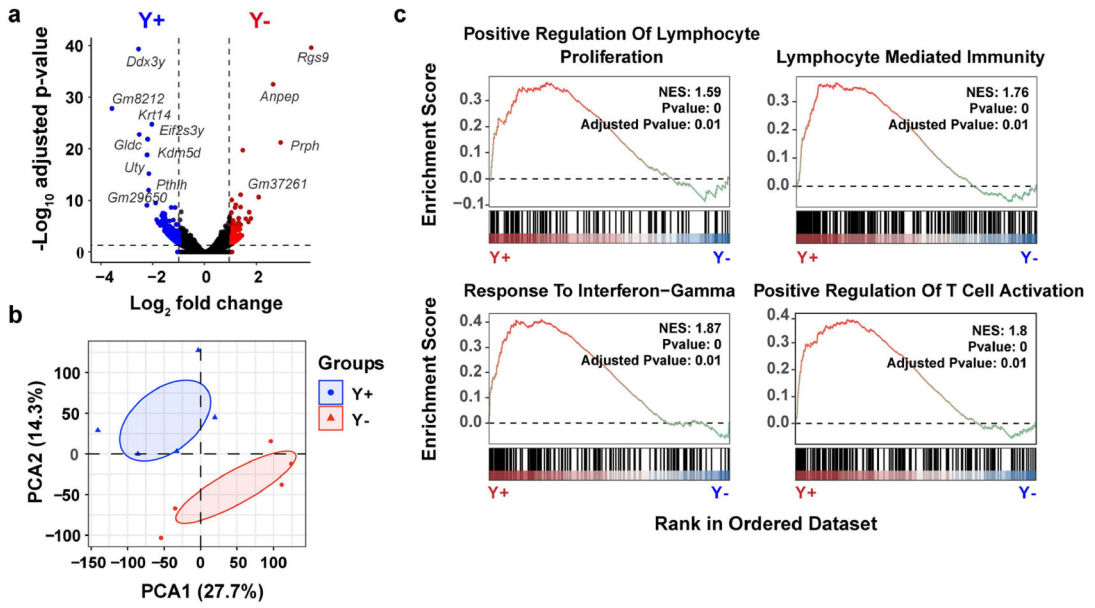 a
Y+
Y-
-Log10 adjusted p-value
40
30
20
10
0
Ddx3y
Gm8212
Krt14
Eif2s3y
Gldc
Kdm5d
Uty
Pthlh
Gm29650
Rgs9
Anpep
Prph
Gm37261
−4
−2
0
2
4
Log2 fold change
b
PCA2 (14.3%)
100
50
0
−50
−100
−150
−100
−50
0
50
100
PCA1 (27.7%)
Groups
Y+
Y-
c
Positive Regulation Of Lymphocyte
Proliferation
Enrichment Score
0.3
0.2
0.1
0.0
−0.1
NES: 1.59
Pvalue: 0
Adjusted Pvalue: 0.01
Y+
Y-
Lymphocyte Mediated Immunity
0.3
0.2
0.1
0.0
NES: 1.76
Pvalue: 0
Adjusted Pvalue: 0.01
Y+
Y-
Response To Interferon−Gamma
Enrichment Score
0.4
0.3
0.2
0.1
0.0
NES: 1.87
Pvalue: 0
Adjusted Pvalue: 0.01
Y+
Y-
Positive Regulation Of T Cell Activation
0.4
0.3
0.2
0.1
0.0
NES: 1.8
Pvalue: 0
Adjusted Pvalue: 0.01
Y+
Y-
Rank in Ordered Dataset